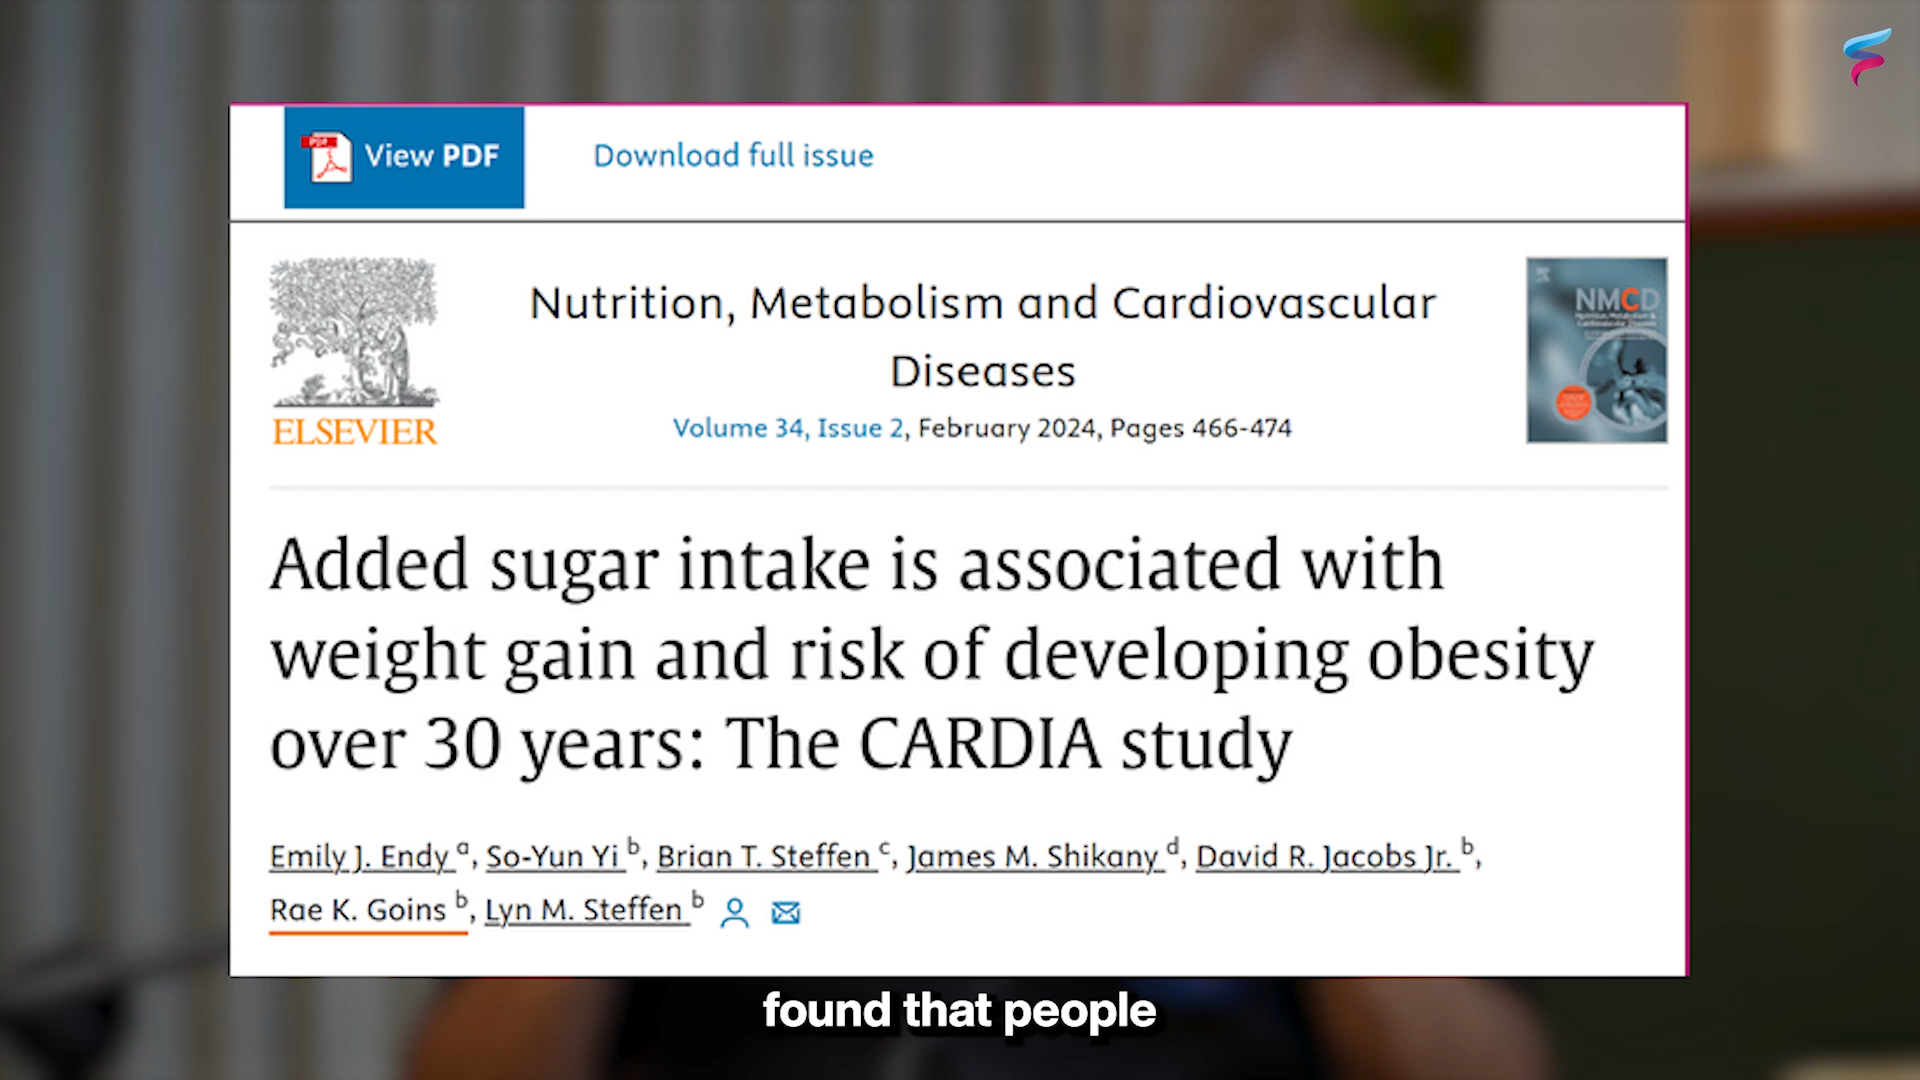 View PDF
Download full issue
ELSEVIER
Nutrition, Metabolism and Cardiovascular
Diseases
Volume 34, Issue 2, February 2024, Pages 466-474
NMCD
Added sugar intake is associated with
weight gain and risk of developing obesity
over 30 years: The CARDIA study
Emily J. Endy a, So-Yun Yi b, Brian T. Steffen c, James M. Shikany d, David R. Jacobs Jr. b,
Rae K. Goins b, Lyn M. Steffen b
found that people